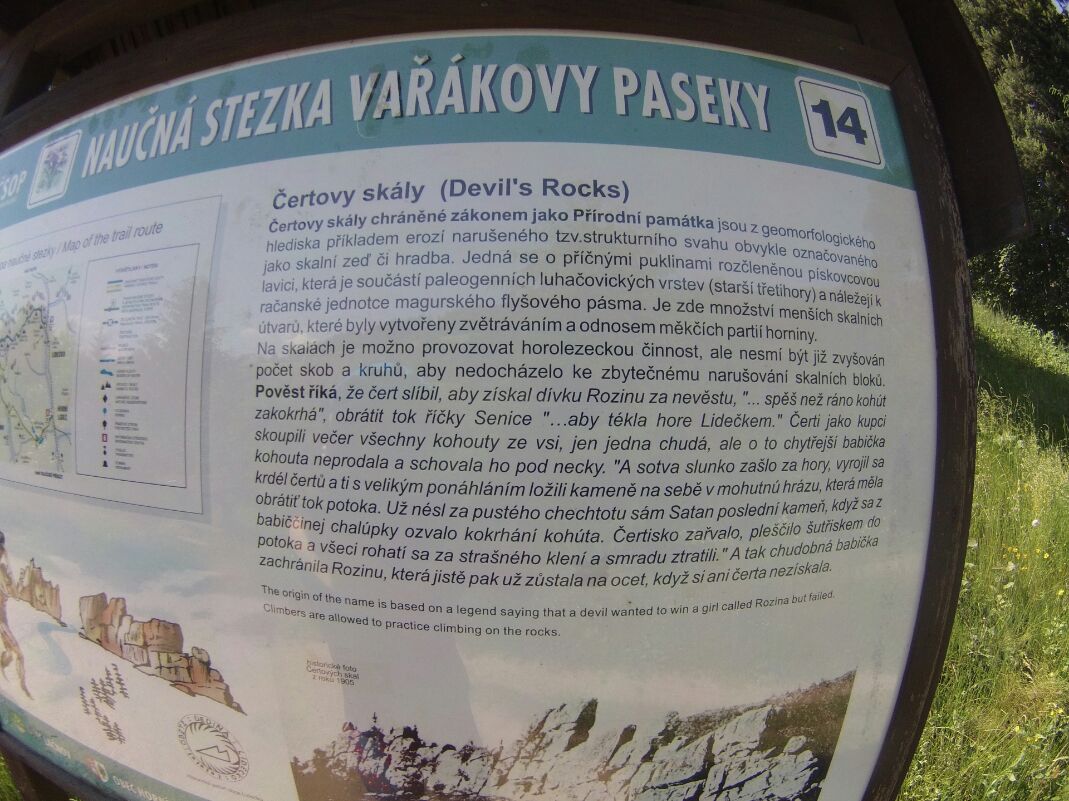 ČSOP
NAUČNÁ STEZKA VAŘÁKOVY PASEKY
14
naučné stezky / Map of the trail route
Čertovy skály (Devil's Rocks)
Čertovy skály chráněné zákonem jako Přírodní památka jsou z geomorfologického
hlediska příkladem erozí narušeného tzv.strukturního svahu obvykle označovaného
jako skalní zeď či hradba. Jedná se o příčnými puklinami rozčleněnou pískovcovou
lavici, která je součástí paleogenních luhačovických vrstev (starší třetihory) a náležejí k
račanské jednotce magurského flyšového pásma. Je zde množství menších skalních
útvarů, které byly vytvořeny zvětráváním a odnosem měkčích partií horniny.
Na skalách je možno provozovat horolezeckou činnost, ale nesmí být již zvyšován
počet skob a kruhů, aby nedocházelo ke zbytečnému narušování skalních bloků.
Pověst říká, že čert slíbil, aby získal dívku Rozinu za nevěstu, "... spěš než ráno kohút
zakokrhá", obrátit tok říčky Senice "...aby tékla hore Lidečkem." Čerti jako kupci
skoupili večer všechny kohouty ze vsi, jen jedna chudá, ale o to chytřejší babička
kohouta neprodala a schovala ho pod necky. "A sotva slunko zašlo za hory, vyrojil sa
krdél čertů a ti s velikým ponáhláním ložili kameně na sebě v mohutnú hrázu, která měla
obrátiť tok potoka. Už nésl za pustého chechtotu sám Satan poslední kameň, když sa z
babiččinej chalúpky ozvalo kokrhání kohúta. Čertisko zařvalo, pleščilo šutřiskem do
potoka a všeci rohatí sa za strašného klení a smradu ztratili." A tak chudobná babička
zachránila Rozinu, která jistě pak už zůstala na ocet, když si ani čerta nezískala.
The origin of the name is based on a legend saying that a devil wanted to win a girl called Rozina but failed.
Climbers are allowed to practice climbing on the rocks.
historické foto
Čertových skal
z roku 1905